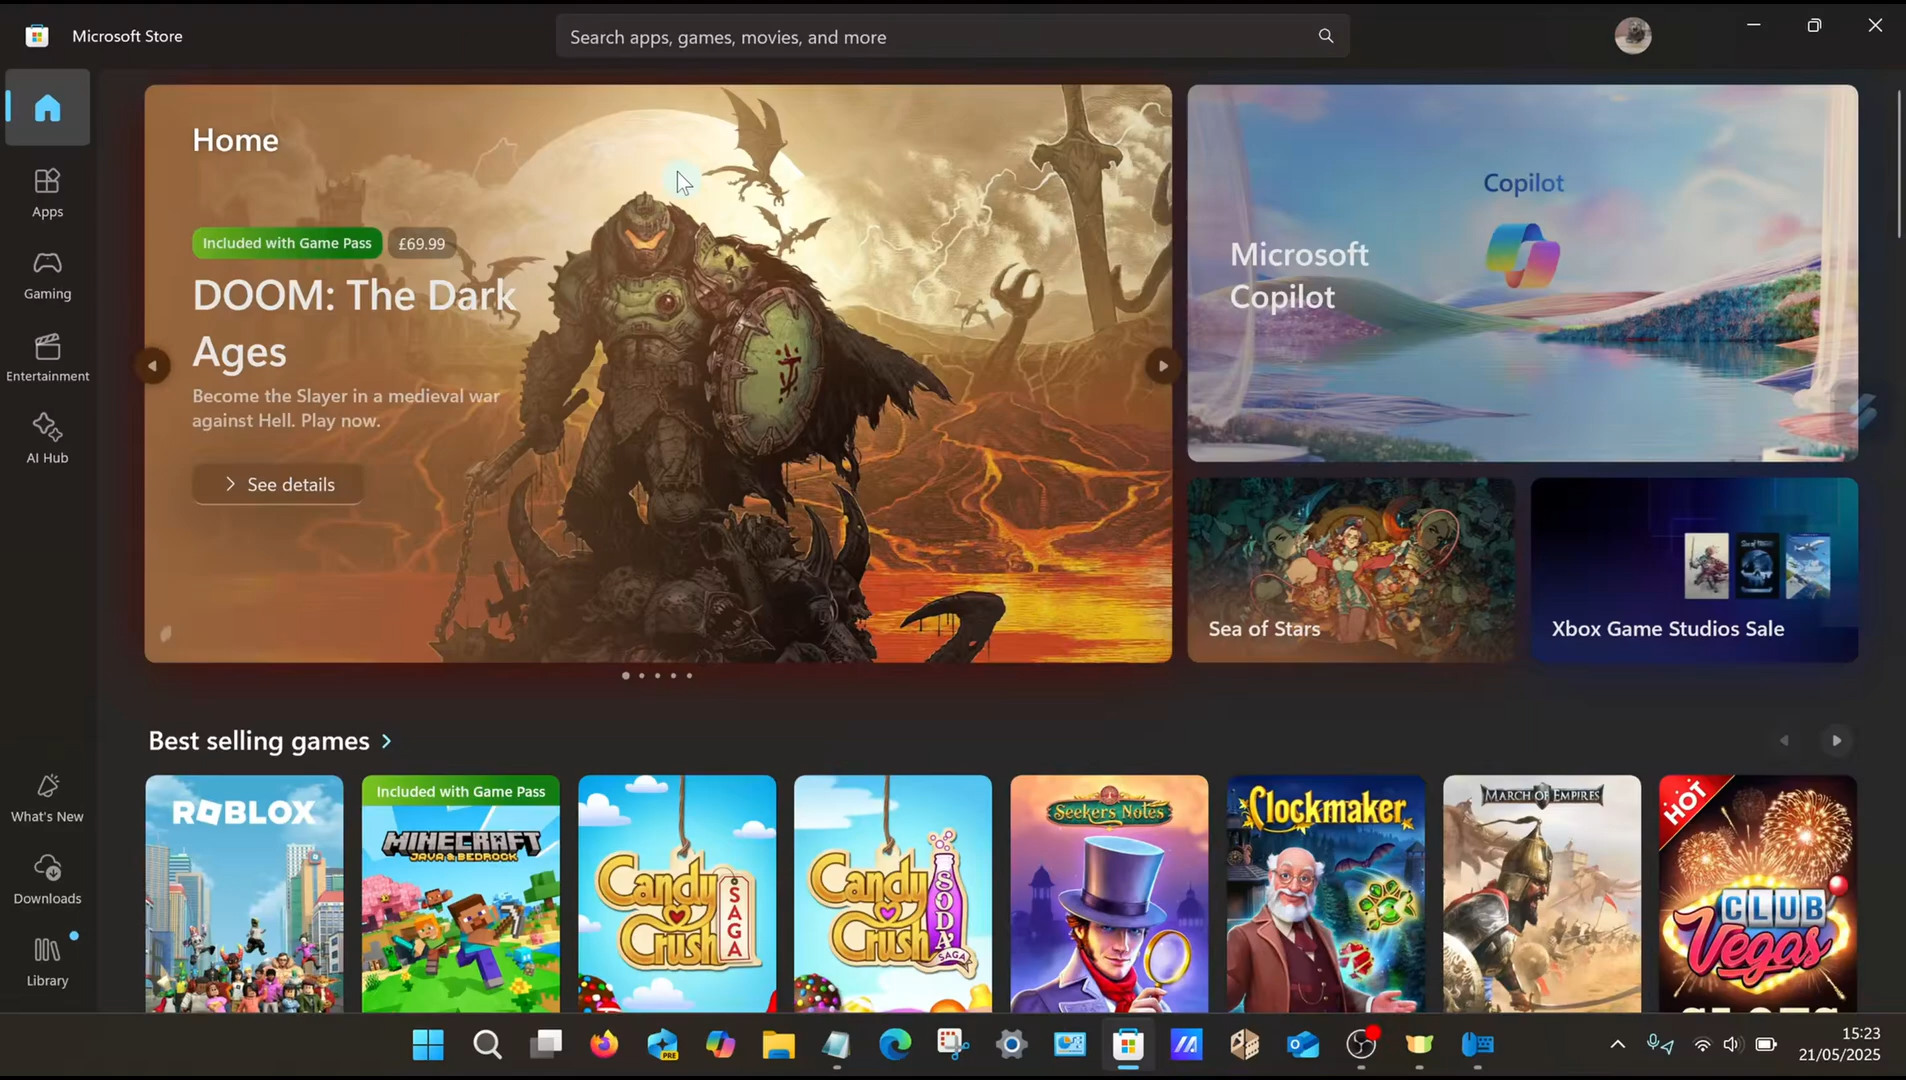 Microsoft Store
Search apps, games, movies, and more
Home
Apps
Gaming
Entertainment
AI Hub
What's New
Downloads
Library
Home
Included with Game Pass
£69.99
DOOM: The Dark
Ages
Become the Slayer in a medieval war
against Hell. Play now.
See details
Copilot
Microsoft
Copilot
Sea of Stars
Xbox Game Studios Sale
Best selling games
ROBLOX
Included with Game Pass
MINECRAFT
JAVA & BEDROCK
Candy
Crush
SAGA
Candy
Crush
SODA
SAGA
Seekers Notes
Clockmaker
MARCH OF EMPIRES
HOT
CLUB
Vegas
SLOTS
PRE
15:23
21/05/2025